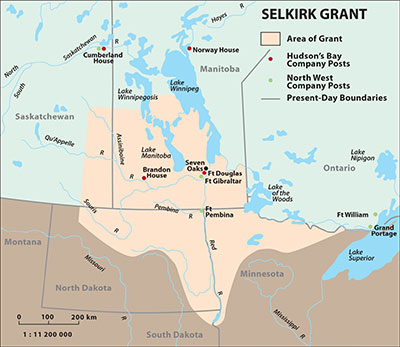 SELKIRK GRANT
Area of Grant
Hudson's Bay
Company Posts
North West
Company Posts
Present-Day Boundaries
Hayes R
Saskatchewan R
North
South
Cumberland
House
Norway House
Manitoba
Lake
Winnipegosis
Lake
Winnipeg
Saskatchewan
Qu'Appelle R
Assiniboine R
Lake
Manitoba
Seven
Oaks
Ft Douglas
Ft Gibraltar
Brandon
House
Ontario
Lake
Nipigon
Lake
of the
Woods
Souris R
Pembina R
Ft
Pembina
Ft William
Grand
Portage
Lake
Superior
Montana
Missouri R
Red R
North Dakota
Minnesota
Mississippi R
South Dakota
0 100 200 km
1 : 11 200 000